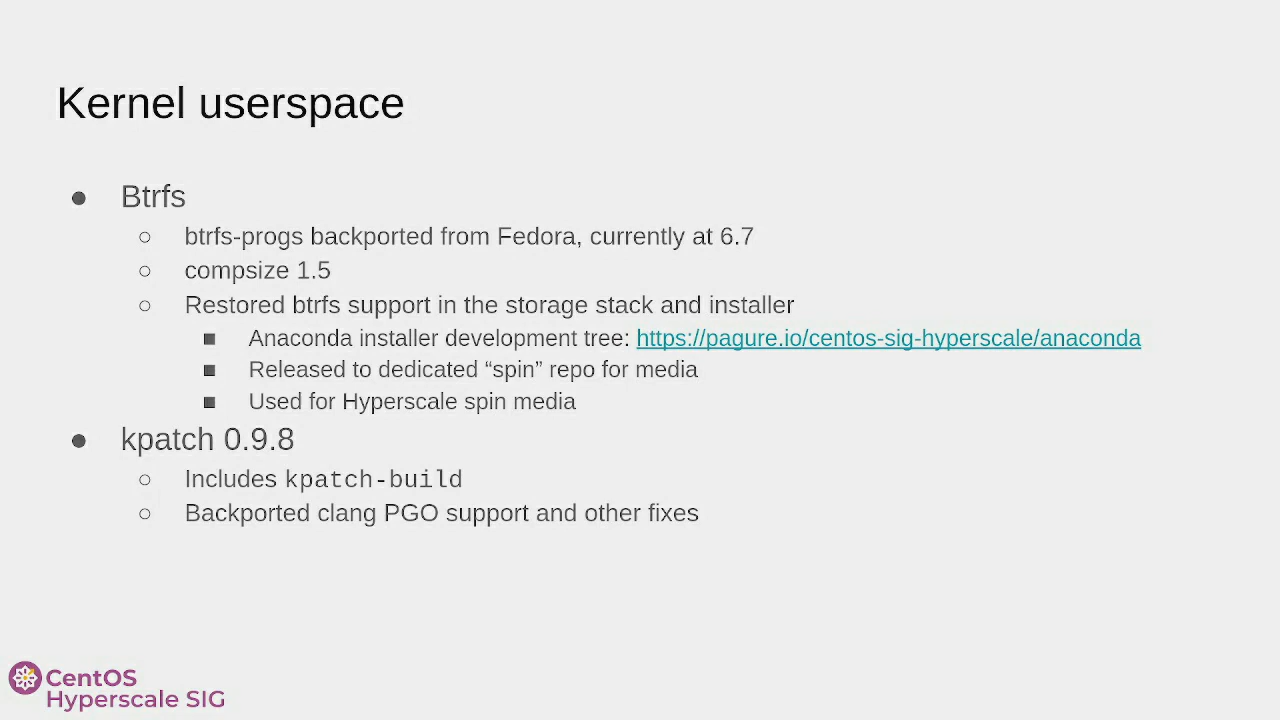 Kernel userspace
● Btrfs
○ btrfs-progs backported from Fedora, currently at 6.7
○ compsize 1.5
○ Restored btrfs support in the storage stack and installer
■ Anaconda installer development tree: https://pagure.io/centos-sig-hyperscale/anaconda
■ Released to dedicated “spin” repo for media
■ Used for Hyperscale spin media
● kpatch 0.9.8
○ Includes kpatch-build
○ Backported clang PGO support and other fixes
CentOS
Hyperscale SIG